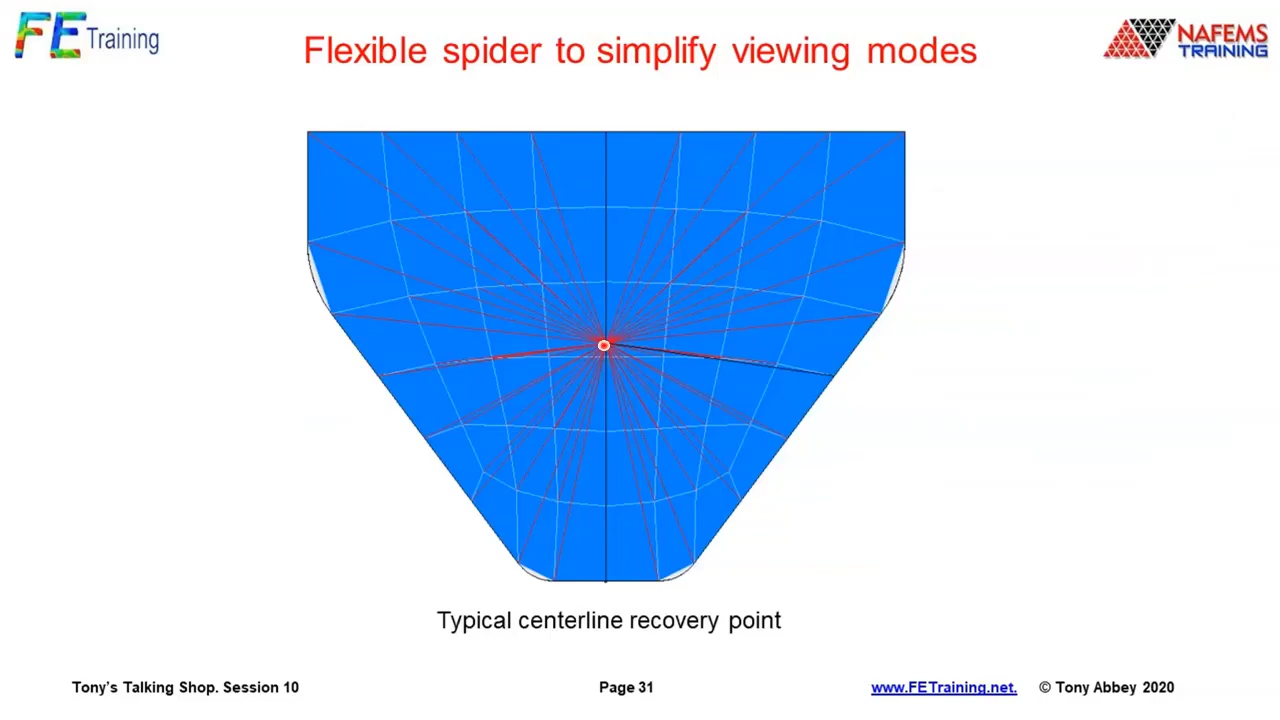 FE Training
Flexible spider to simplify viewing modes
NAFEMS
TRAINING
Typical centerline recovery point
Tony's Talking Shop. Session 10
Page 31
www.FETraining.net.
© Tony Abbey 2020